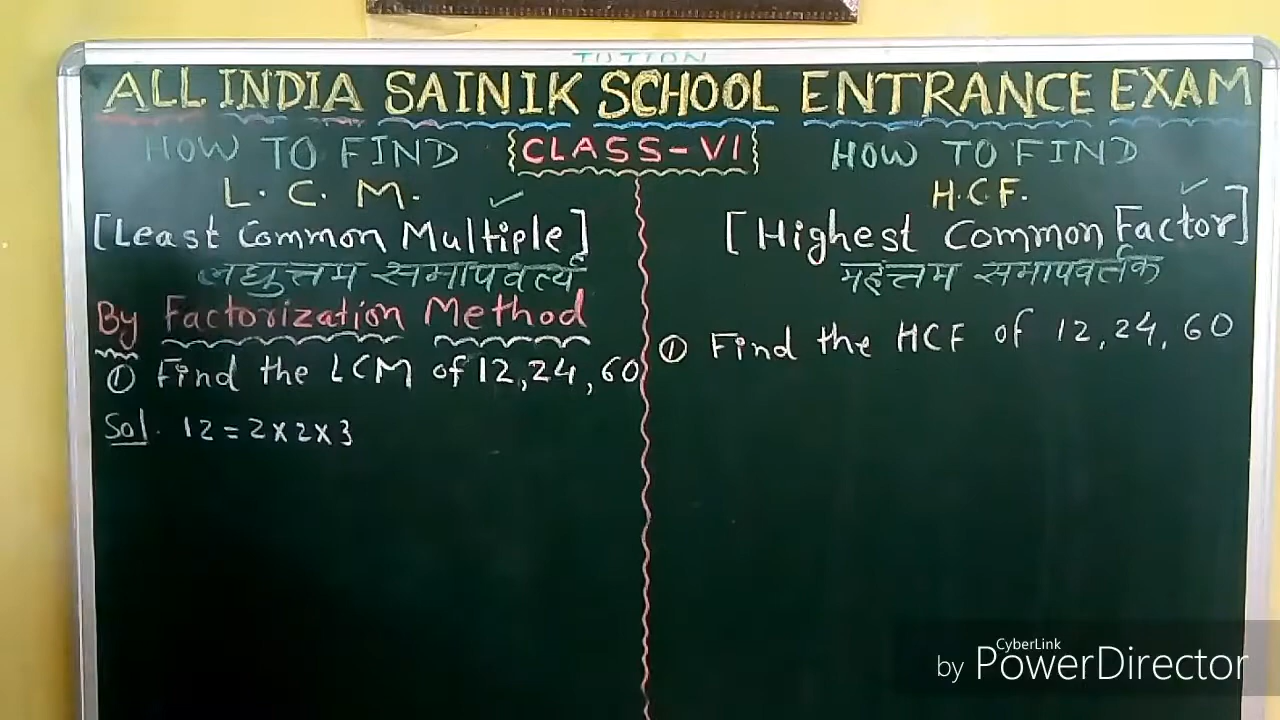 TUTION
ALL INDIA SAINIK SCHOOL ENTRANCE EXAM
CLASS-VI
HOW TO FIND
L.C.M.
[Least Common Multiple]
लघुत्तम समापवर्त्य
By Factorization Method
① Find the LCM of 12,24,60
Sol. 12=2×2×3
HOW TO FIND
H.C.F.
[Highest Common Factor]
महत्तम समापवर्तक
① Find the HCF of 12,24,60
CyberLink
by PowerDirector